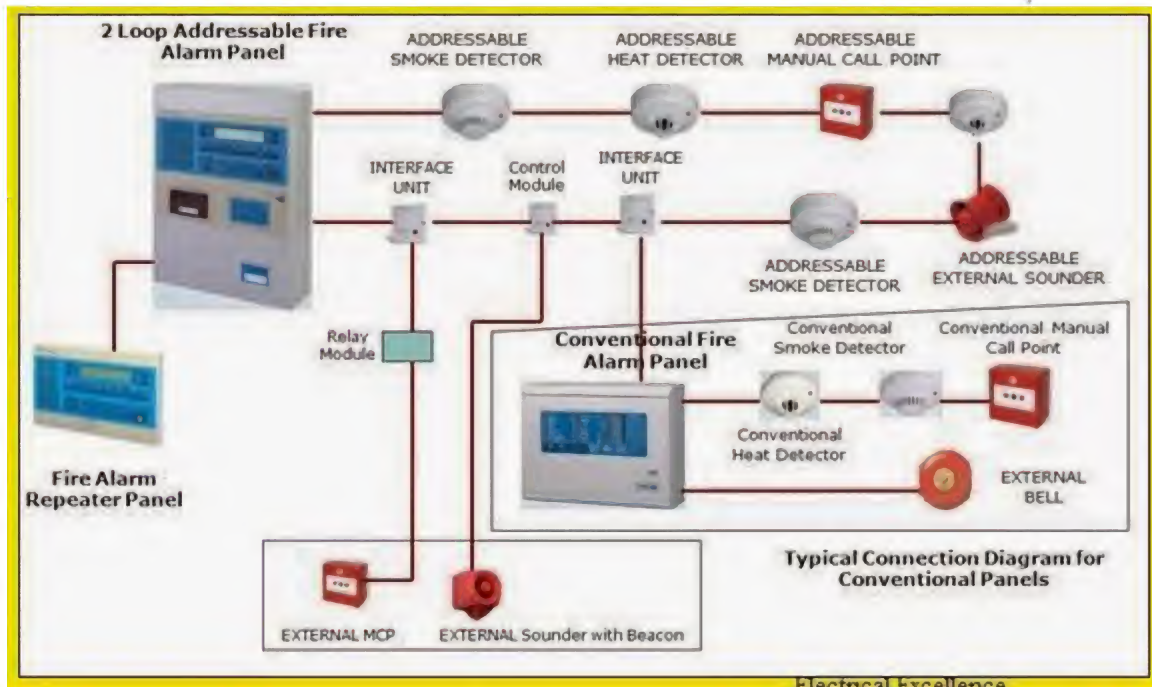 2 Loop Addressable Fire
Alarm Panel
ADDRESSABLE
SMOKE DETECTOR
ADDRESSABLE
HEAT DETECTOR
ADDRESSABLE
MANUAL CALL POINT
INTERFACE
UNIT
Control
Module
INTERFACE
UNIT
ADDRESSABLE
SMOKE DETECTOR
ADDRESSABLE
EXTERNAL SOUNDER
Relay
Module
Conventional Fire
Alarm Panel
Conventional
Smoke Detector
Conventional Manual
Call Point
Conventional
Heat Detector
EXTERNAL
BELL
Fire Alarm
Repeater Panel
Typical Connection Diagram for
Conventional Panels
EXTERNAL MCP
EXTERNAL Sounder with Beacon
Electrical Excellence